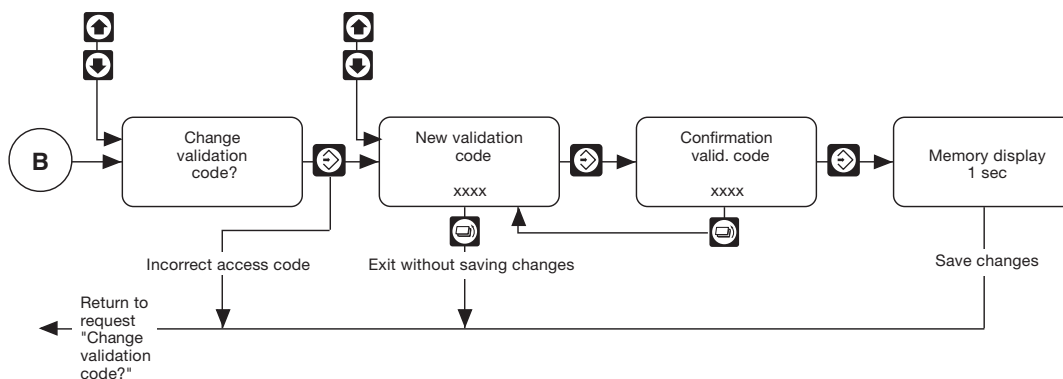 B
Change
validation
code?
New validation
code
xxxx
Confirmation
valid. code
xxxx
Memory display
1 sec
Incorrect access code
Exit without saving changes
Save changes
Return to
request
"Change
validation
code?"